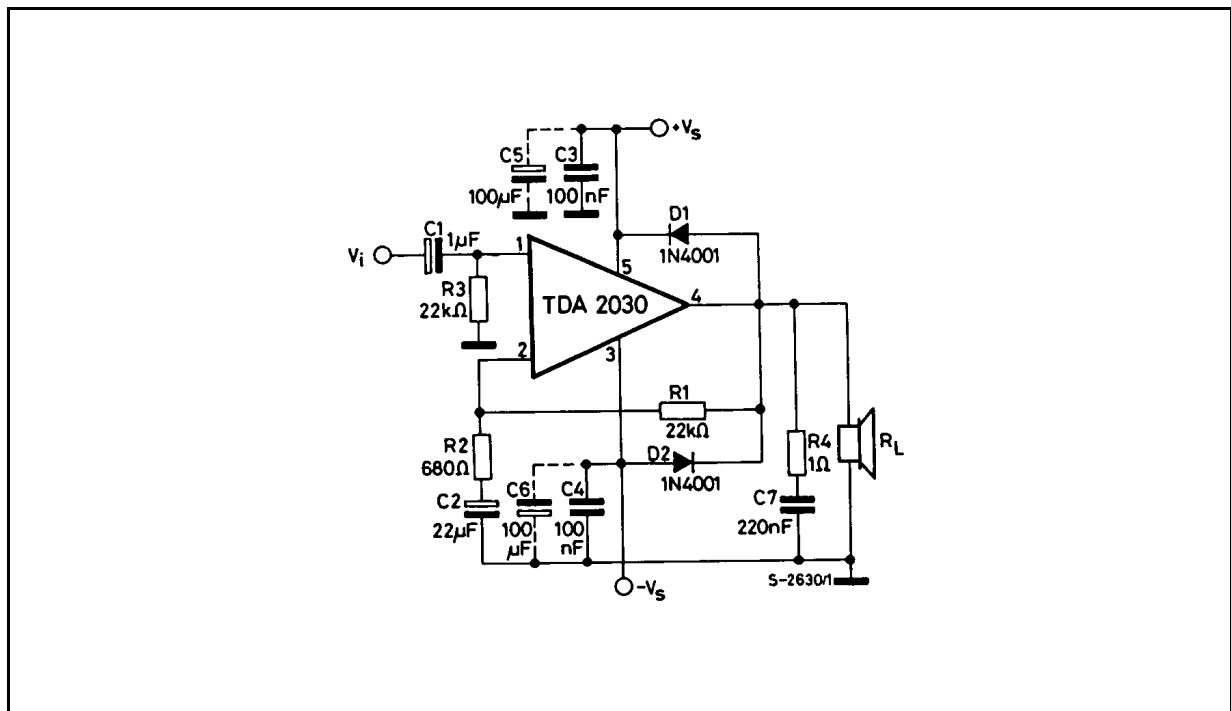 +Vs
C5
C3
100µF
100 nF
D1
1N4001
C1
1µF
Vi
1
5
R3
22kΩ
TDA 2030
4
2
3
R1
22kΩ
R2
680Ω
D2
1N4001
R4
1Ω
RL
C6
C4
C2
22µF
100
µF
100
nF
C7
220nF
S-2630/1
-Vs